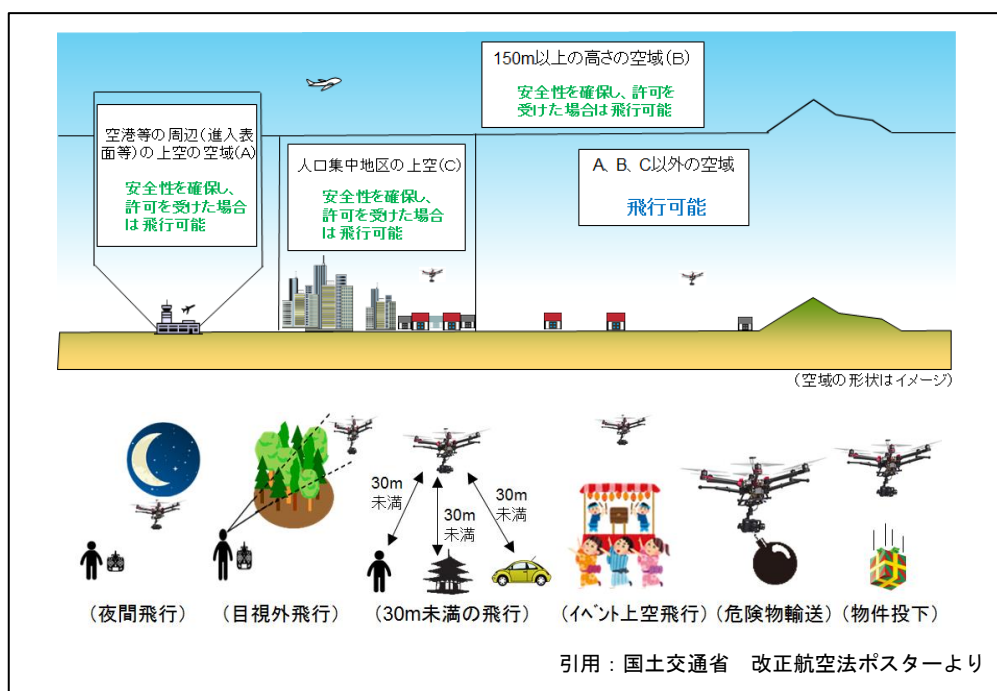 150m以上の高さの空域(B)
安全性を確保し、許可を
受けた場合は飛行可能
空港等の周辺(進入表
面等)の上空の空域(A)
安全性を確保し、
許可を受けた場合
は飛行可能
人口集中地区の上空(C)
安全性を確保し、
許可を受けた場合
は飛行可能
A、B、C以外の空域
飛行可能
(空域の形状はイメージ)
30m
未満
30m
未満
30m
未満
(夜間飛行)
(目視外飛行)
(30m未満の飛行)
(イベント上空飛行)
(危険物輸送)
(物件投下)
引用:国土交通省 改正航空法ポスターより